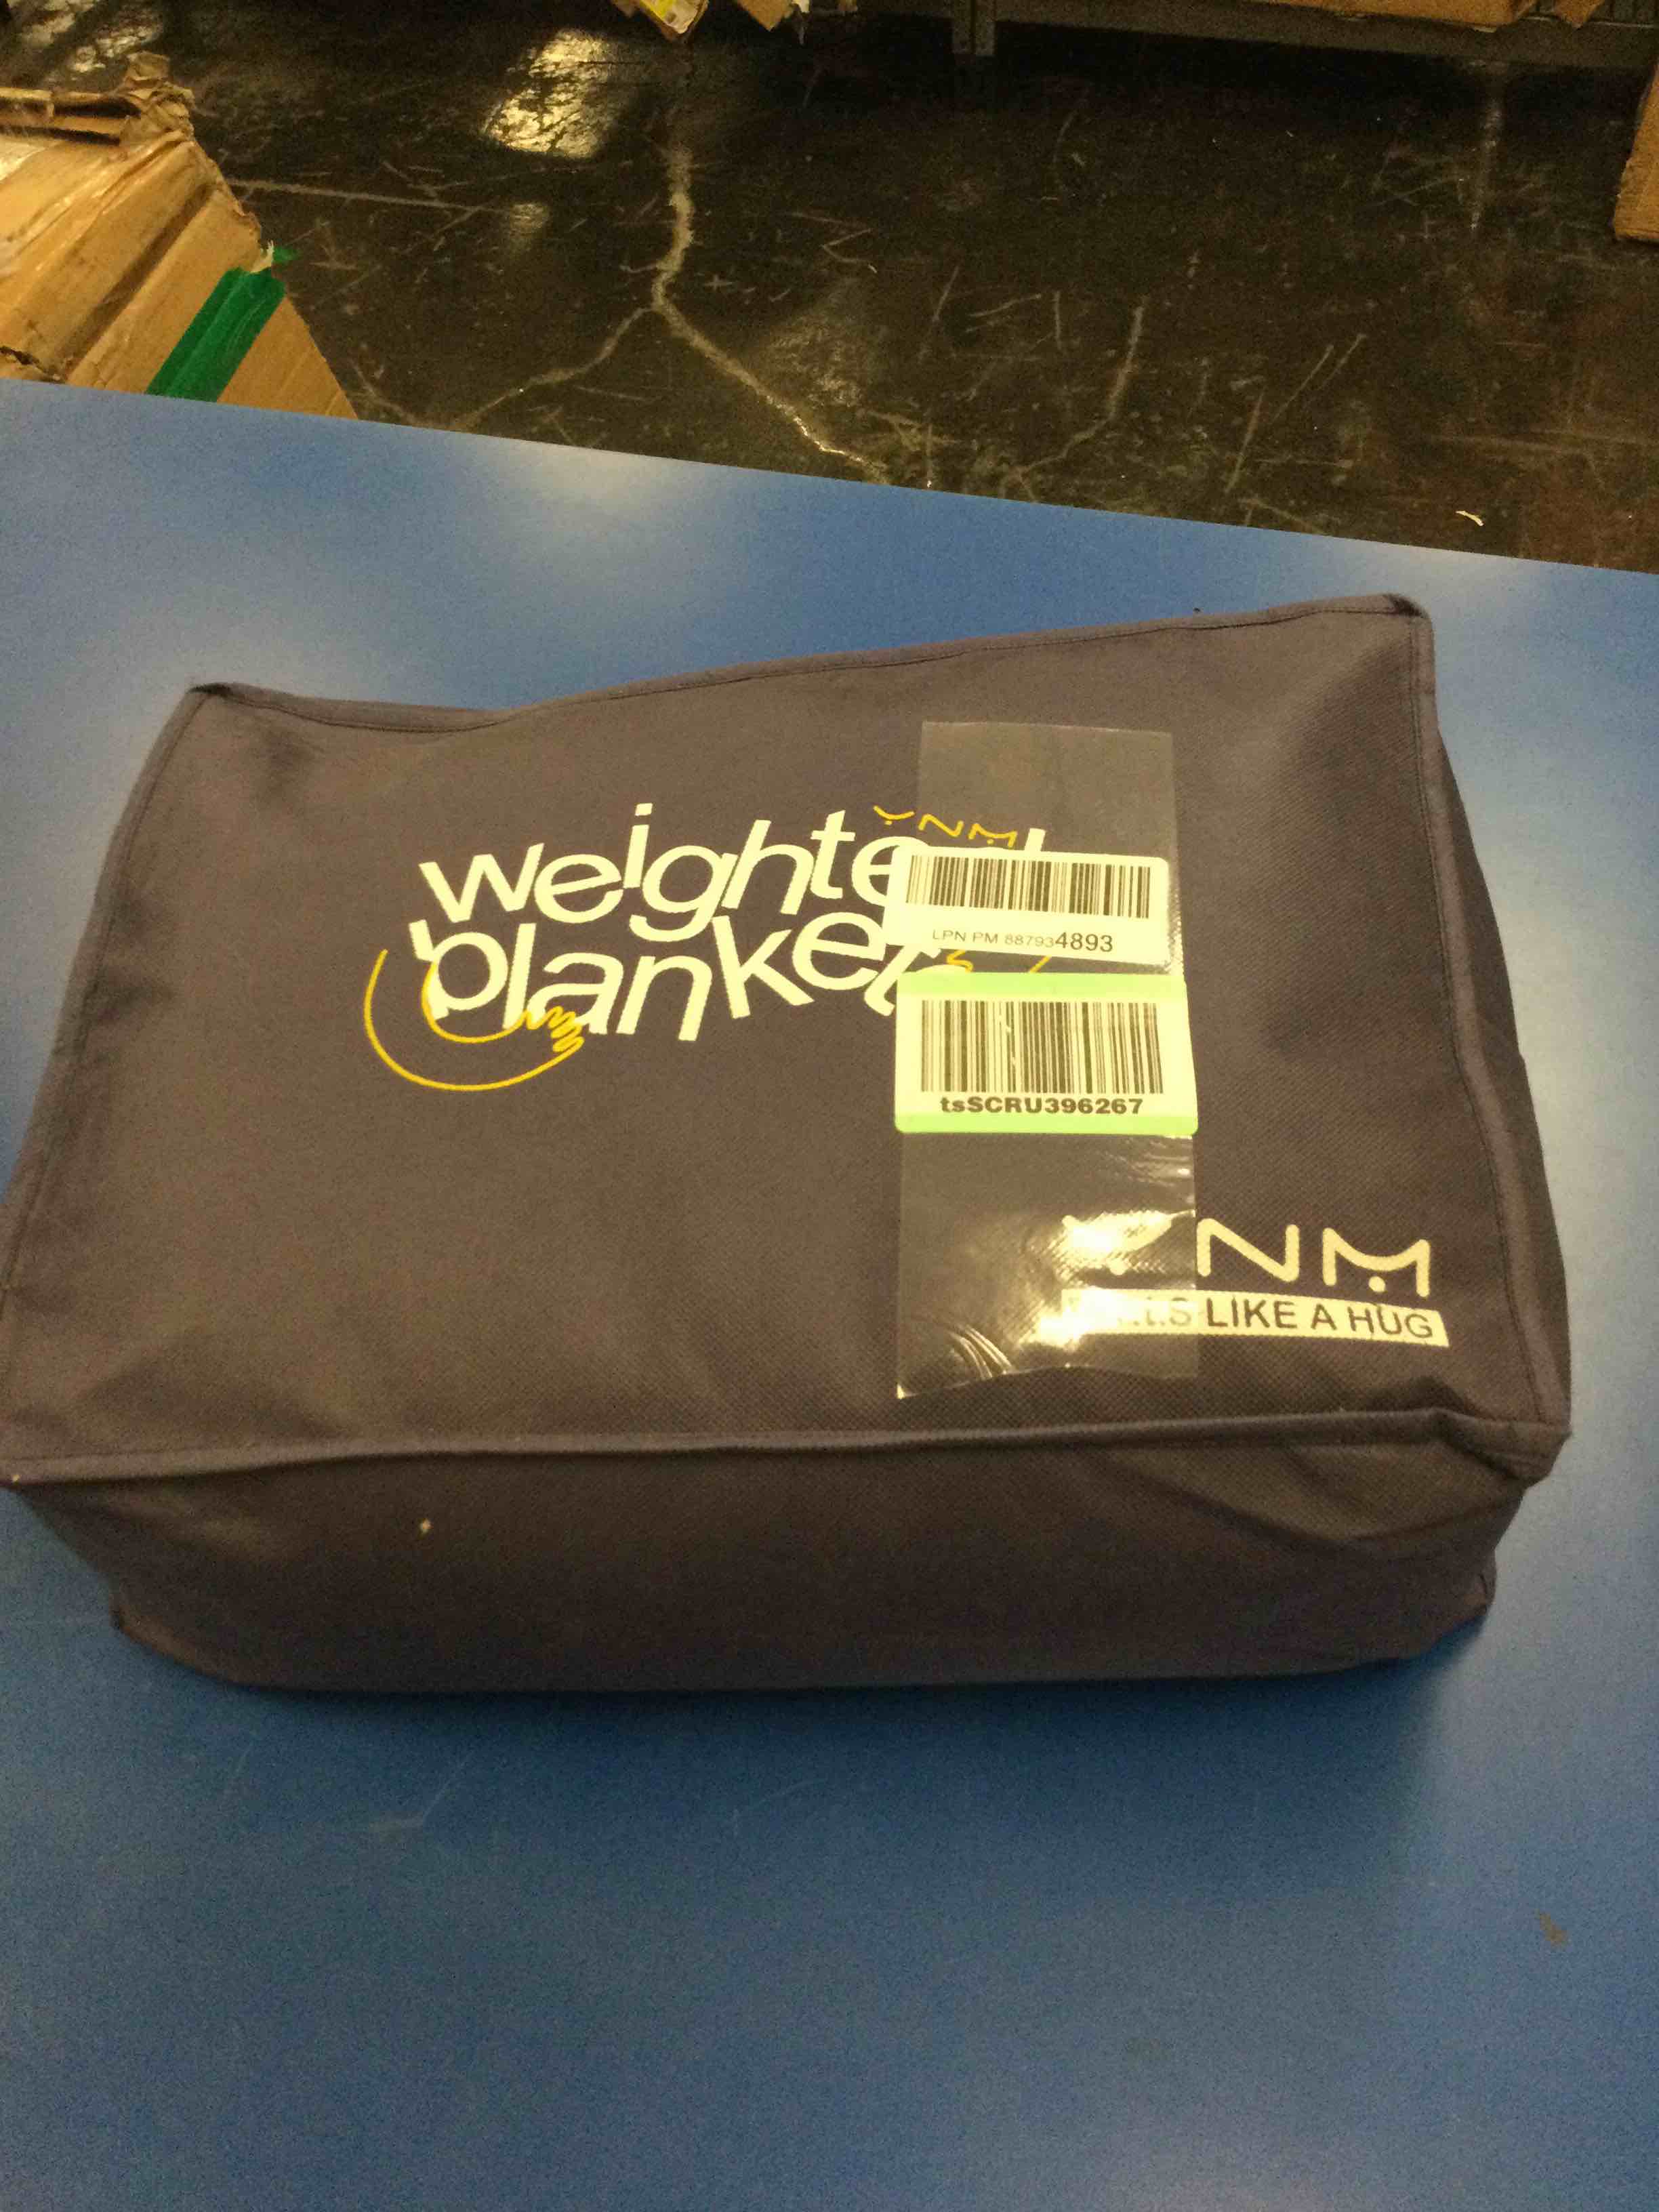 YNM
weighted
blanket
LPN PM 887934893
tsSCRU396267
YNM
LIKE A HUG